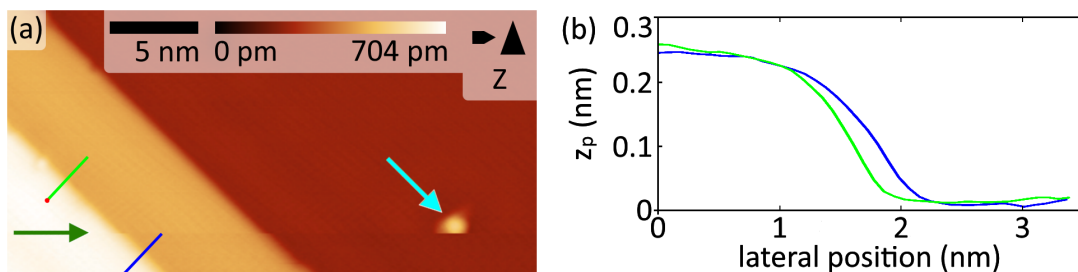 (a)
5 nm
0 pm
704 pm
Z
(b)
0.3
0.2
0.1
0
z_p (nm)
0
1
2
3
lateral position (nm)